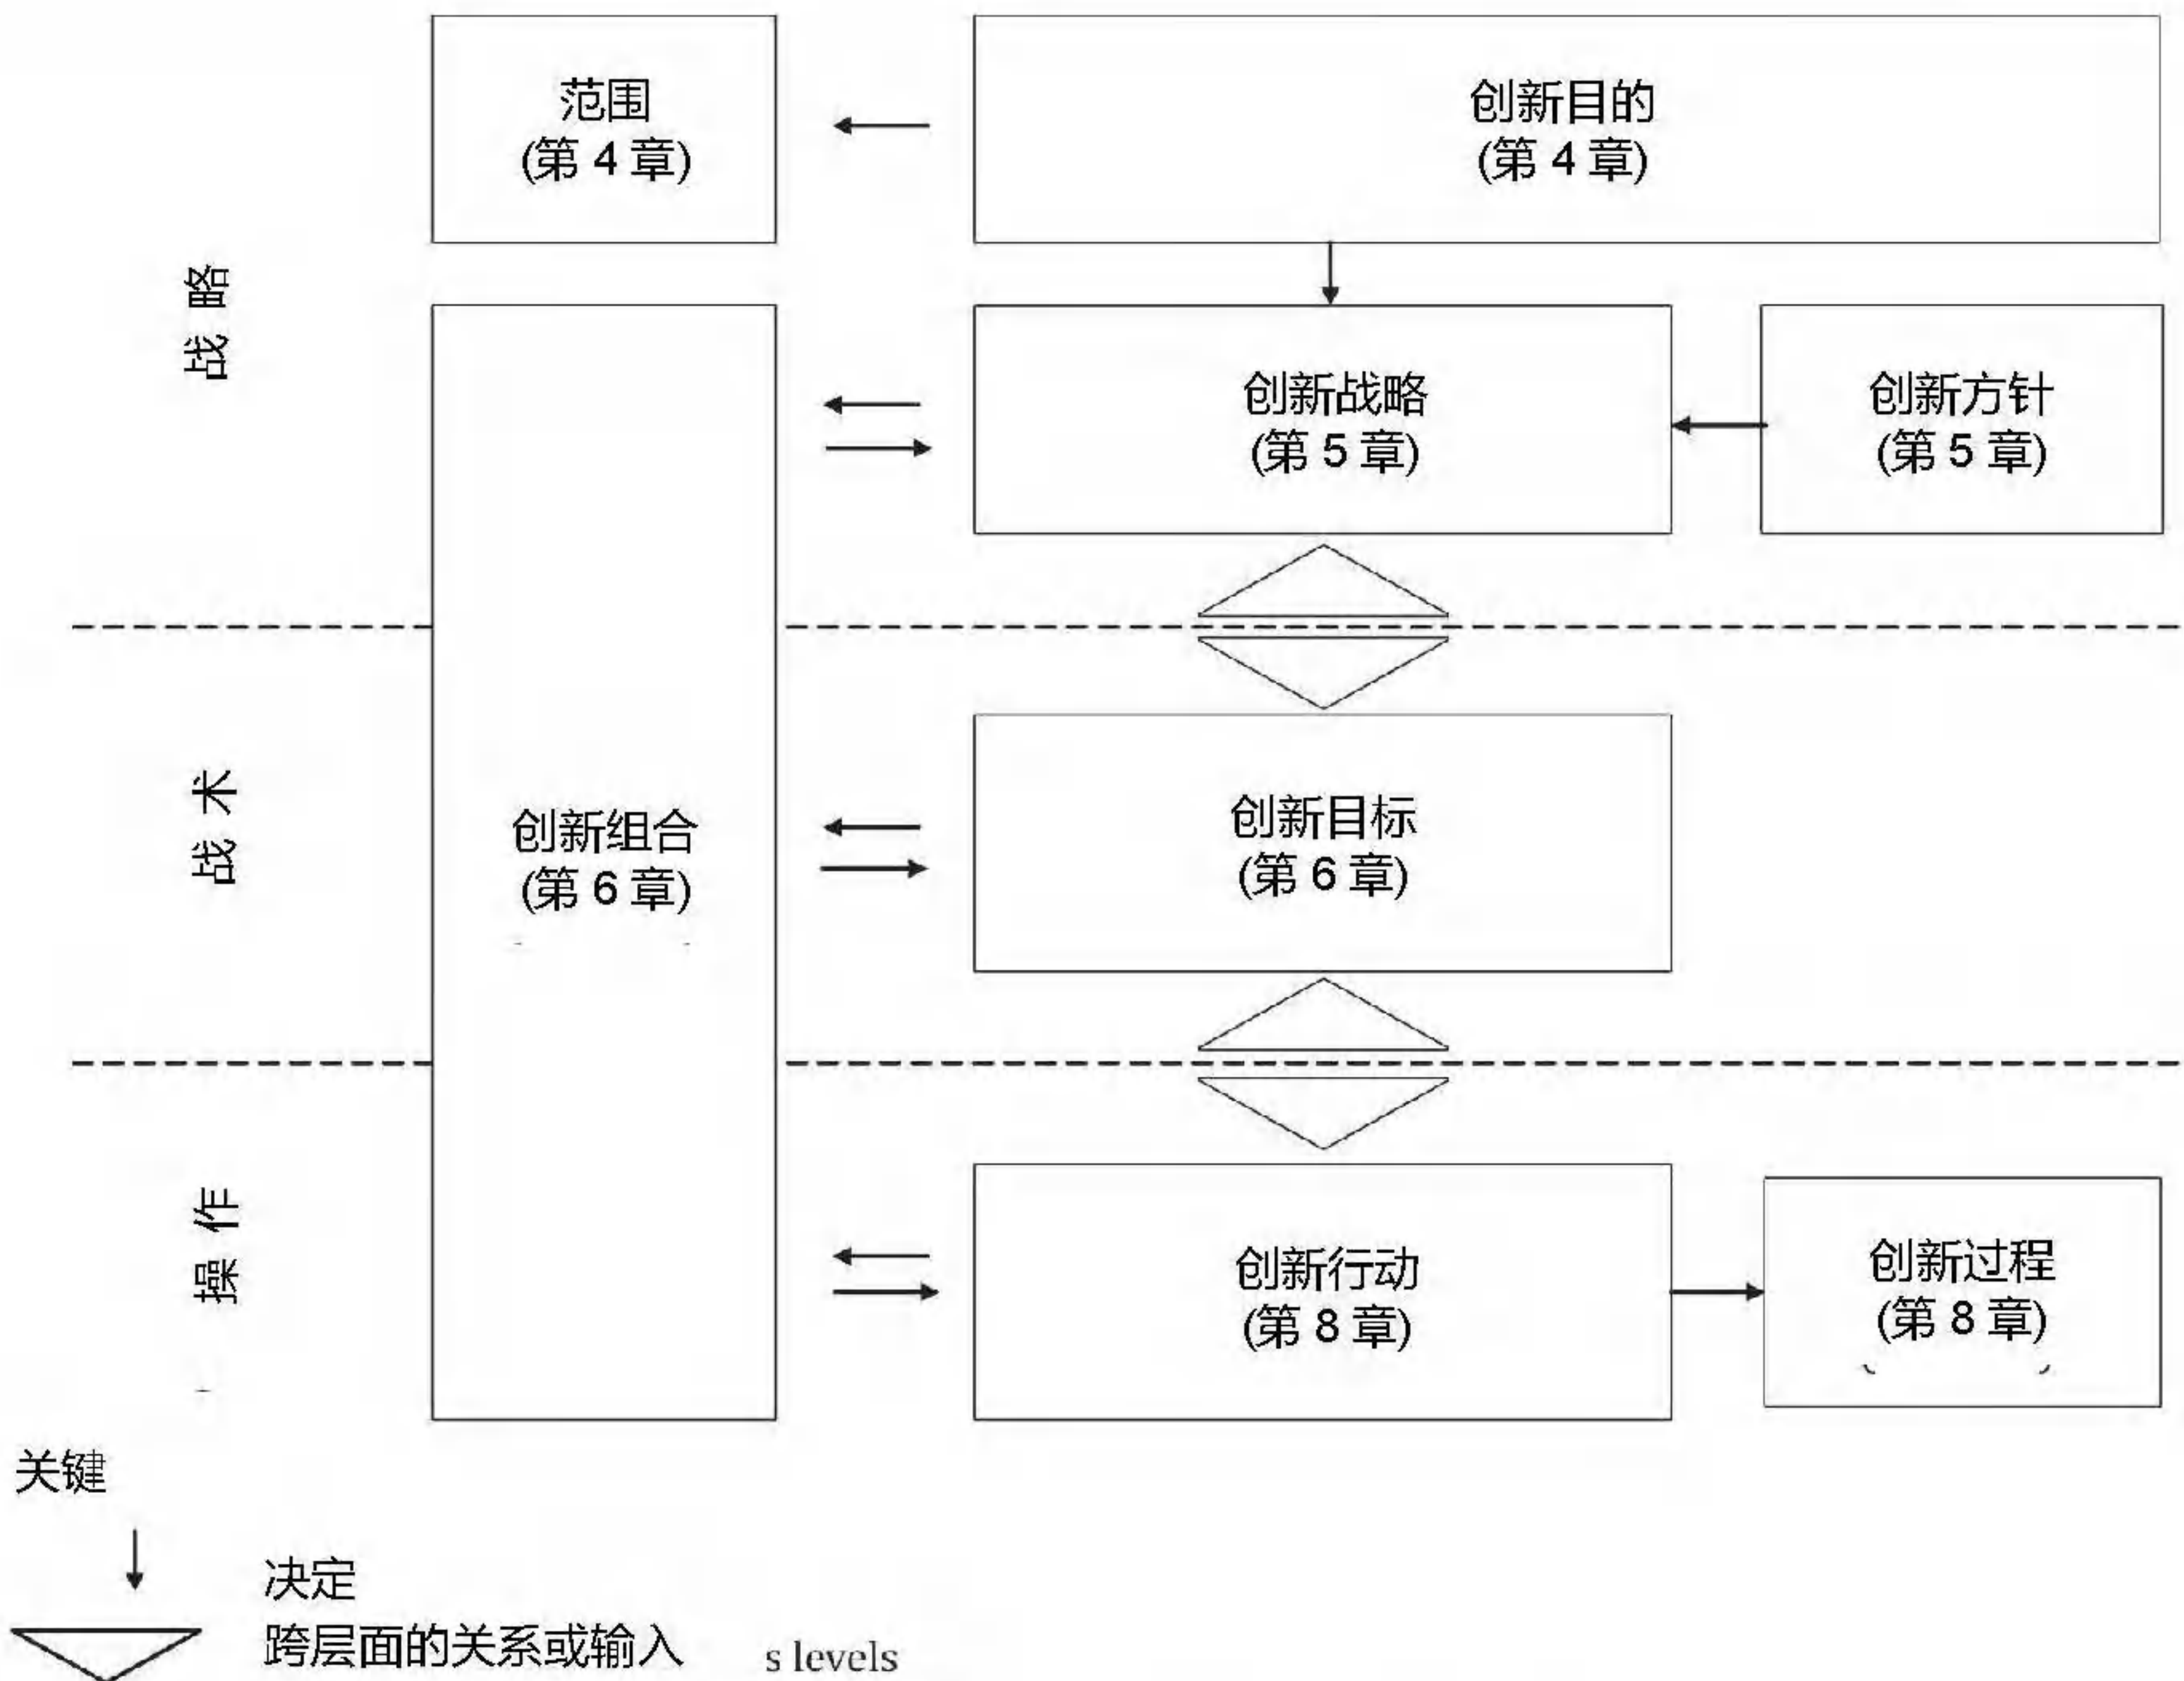 范围
(第 4 章)
创新目的
(第 4 章)
战略
创新战略
(第 5 章)
创新方针
(第 5 章)
战术
创新组合
(第 6 章)
创新目标
(第 6 章)
操作
创新行动
(第 8 章)
创新过程
(第 8 章)
关键
决定
跨层面的关系或输入 s levels